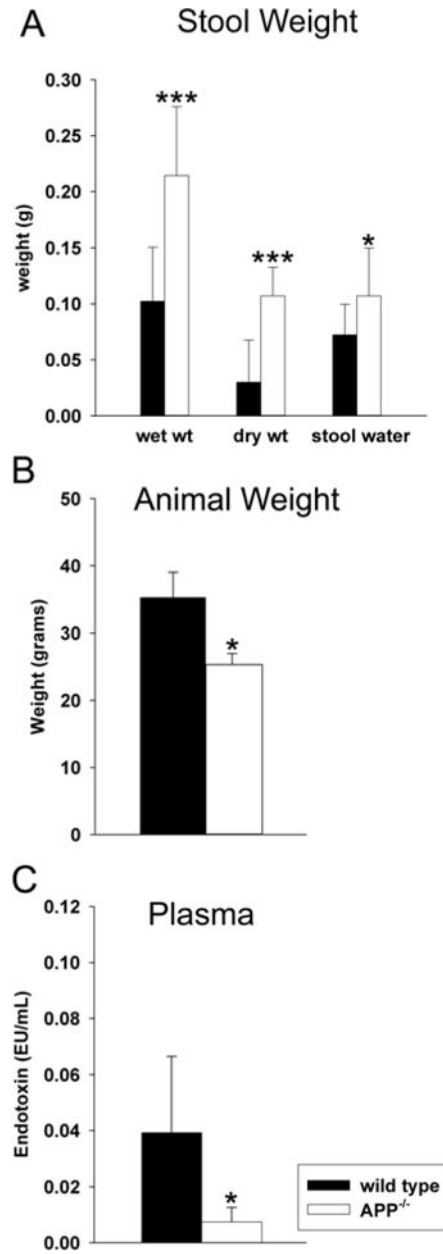 A
Stool Weight
0.30
0.25
0.20
0.15
0.10
0.05
0.00
weight (g)
***
***
*
wet wt
dry wt
stool water
B
Animal Weight
50
40
30
20
10
0
Weight (grams)
*
C
Plasma
0.12
0.10
0.08
0.06
0.04
0.02
0.00
Endotoxin (EU/mL)
*
wild type
APP-/-